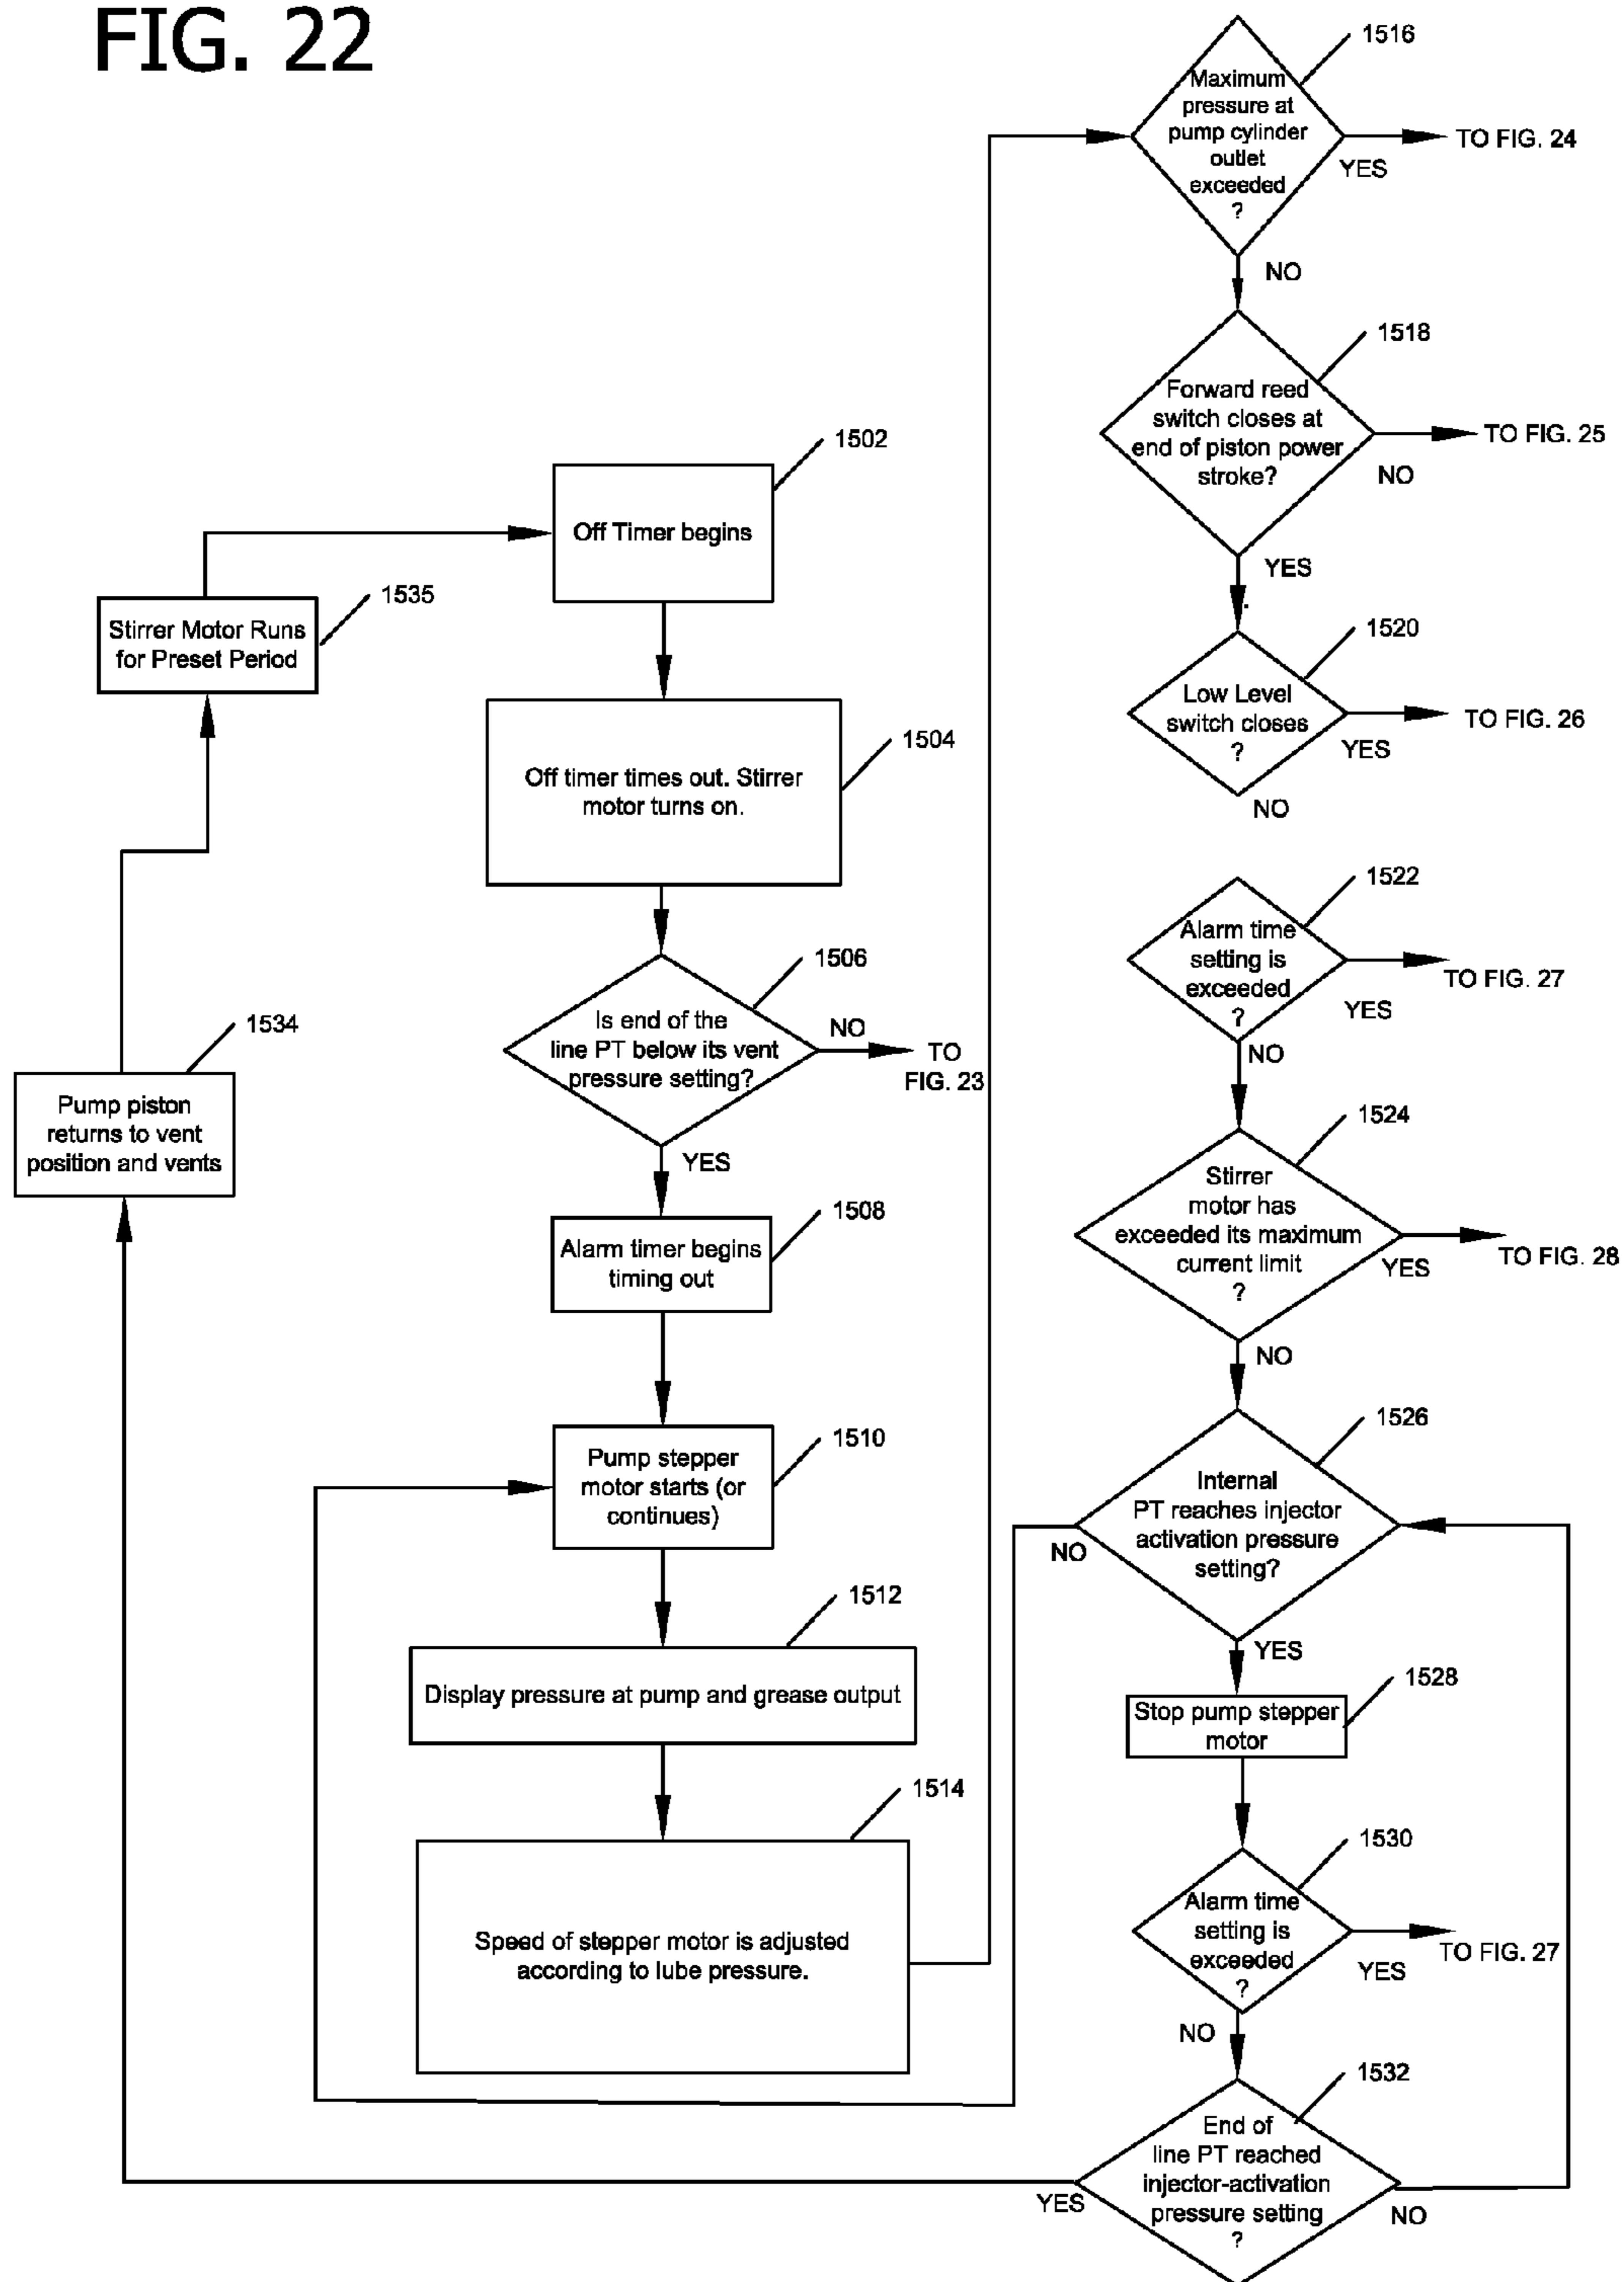 FIG. 22
1502
Off Timer begins
1535
Stirrer Motor Runs
for Preset Period
1504
Off timer times out. Stirrer
motor turns on.
1506
Is end of the
line PT below its vent
pressure setting?
NO
TO
FIG. 23
YES
1534
Pump piston
returns to vent
position and vents
1508
Alarm timer begins
timing out
1510
Pump stepper
motor starts (or
continues)
1512
Display pressure at pump and grease output
1514
Speed of stepper motor is adjusted
according to lube pressure.
1516
Maximum
pressure at
pump cylinder
outlet
exceeded
?
YES
TO FIG. 24
NO
1518
Forward reed
switch closes at
end of piston power
stroke?
TO FIG. 25
NO
YES
1520
Low Level
switch closes
?
TO FIG. 26
YES
NO
1522
Alarm time
setting is
exceeded
?
TO FIG. 27
YES
NO
1524
Stirrer
motor has
exceeded its maximum
current limit
?
TO FIG. 28
YES
NO
1526
Internal
PT reaches injector
activation pressure
setting?
NO
YES
1528
Stop pump stepper
motor
1530
Alarm time
setting is
exceeded
?
TO FIG. 27
YES
NO
1532
End of
line PT reached
injector-activation
pressure setting
?
YES
NO